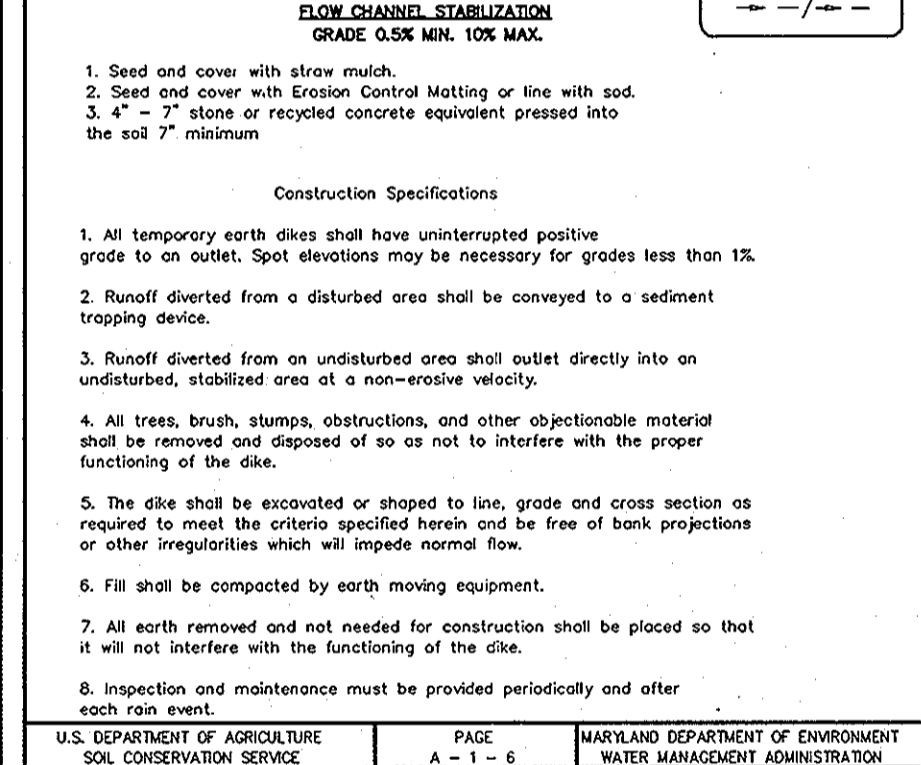 FLOW CHANNEL STABILIZATION
GRADE 0.5% MIN. 10% MAX.
1. Seed and cover with straw mulch.
2. Seed and cover with Erosion Control Matting or line with sod.
3. 4" - 7" stone or recycled concrete equivalent pressed into
the soil 7" minimum
Construction Specifications
1. All temporary earth dikes shall have uninterrupted positive
grade to an outlet. Spot elevations may be necessary for grades less than 1%.
2. Runoff diverted from a disturbed area shall be conveyed to a sediment
trapping device.
3. Runoff diverted from an undisturbed area shall outlet directly into an
undisturbed, stabilized area at a non-erosive velocity.
4. All trees, brush, stumps, obstructions, and other objectionable material
shall be removed and disposed of so as not to interfere with the proper
functioning of the dike.
5. The dike shall be excavated or shaped to line, grade and cross section as
required to meet the criteria specified herein and be free of bank projections
or other irregularities which will impede normal flow.
6. Fill shall be compacted by earth moving equipment.
7. All earth removed and not needed for construction shall be placed so that
it will not interfere with the functioning of the dike.
8. Inspection and maintenance must be provided periodically and after
each rain event.
U.S. DEPARTMENT OF AGRICULTURE
SOIL CONSERVATION SERVICE
PAGE
A - 1 - 6
MARYLAND DEPARTMENT OF ENVIRONMENT
WATER MANAGEMENT ADMINISTRATION